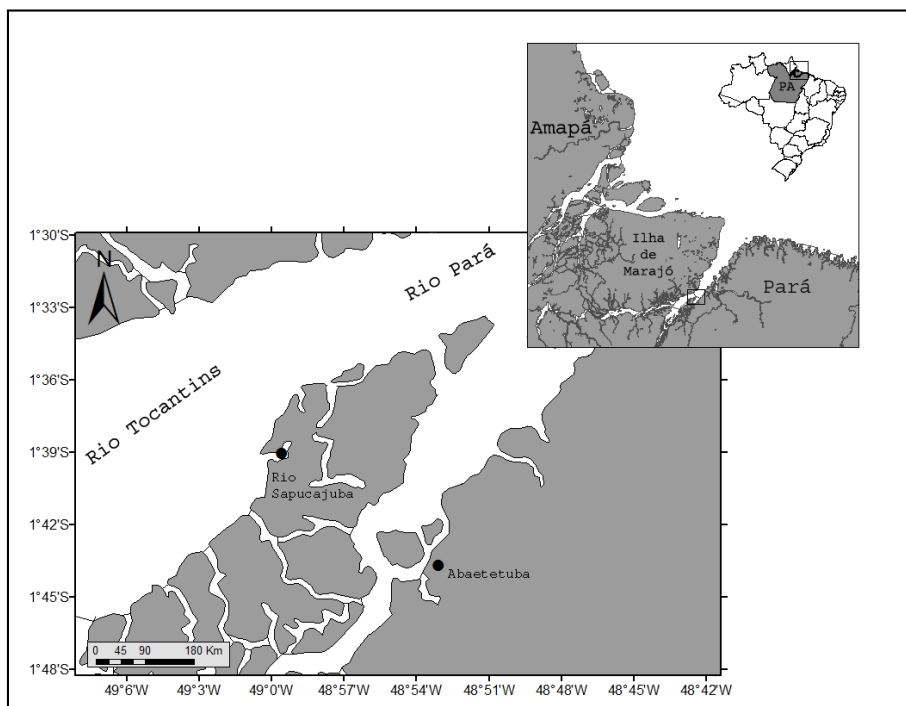 PA
Amapá
Ilha
de
Marajó
Pará
1°30'S
N
Rio Pará
1°33'S
1°36'S
Rio Tocantins
1°39'S
Rio
Sapucajuba
1°42'S
Abaetetuba
1°45'S
0 45 90 180 Km
1°48'S
49°6'W 49°3'W 49°0'W 48°57'W 48°54'W 48°51'W 48°48'W 48°45'W 48°42'W